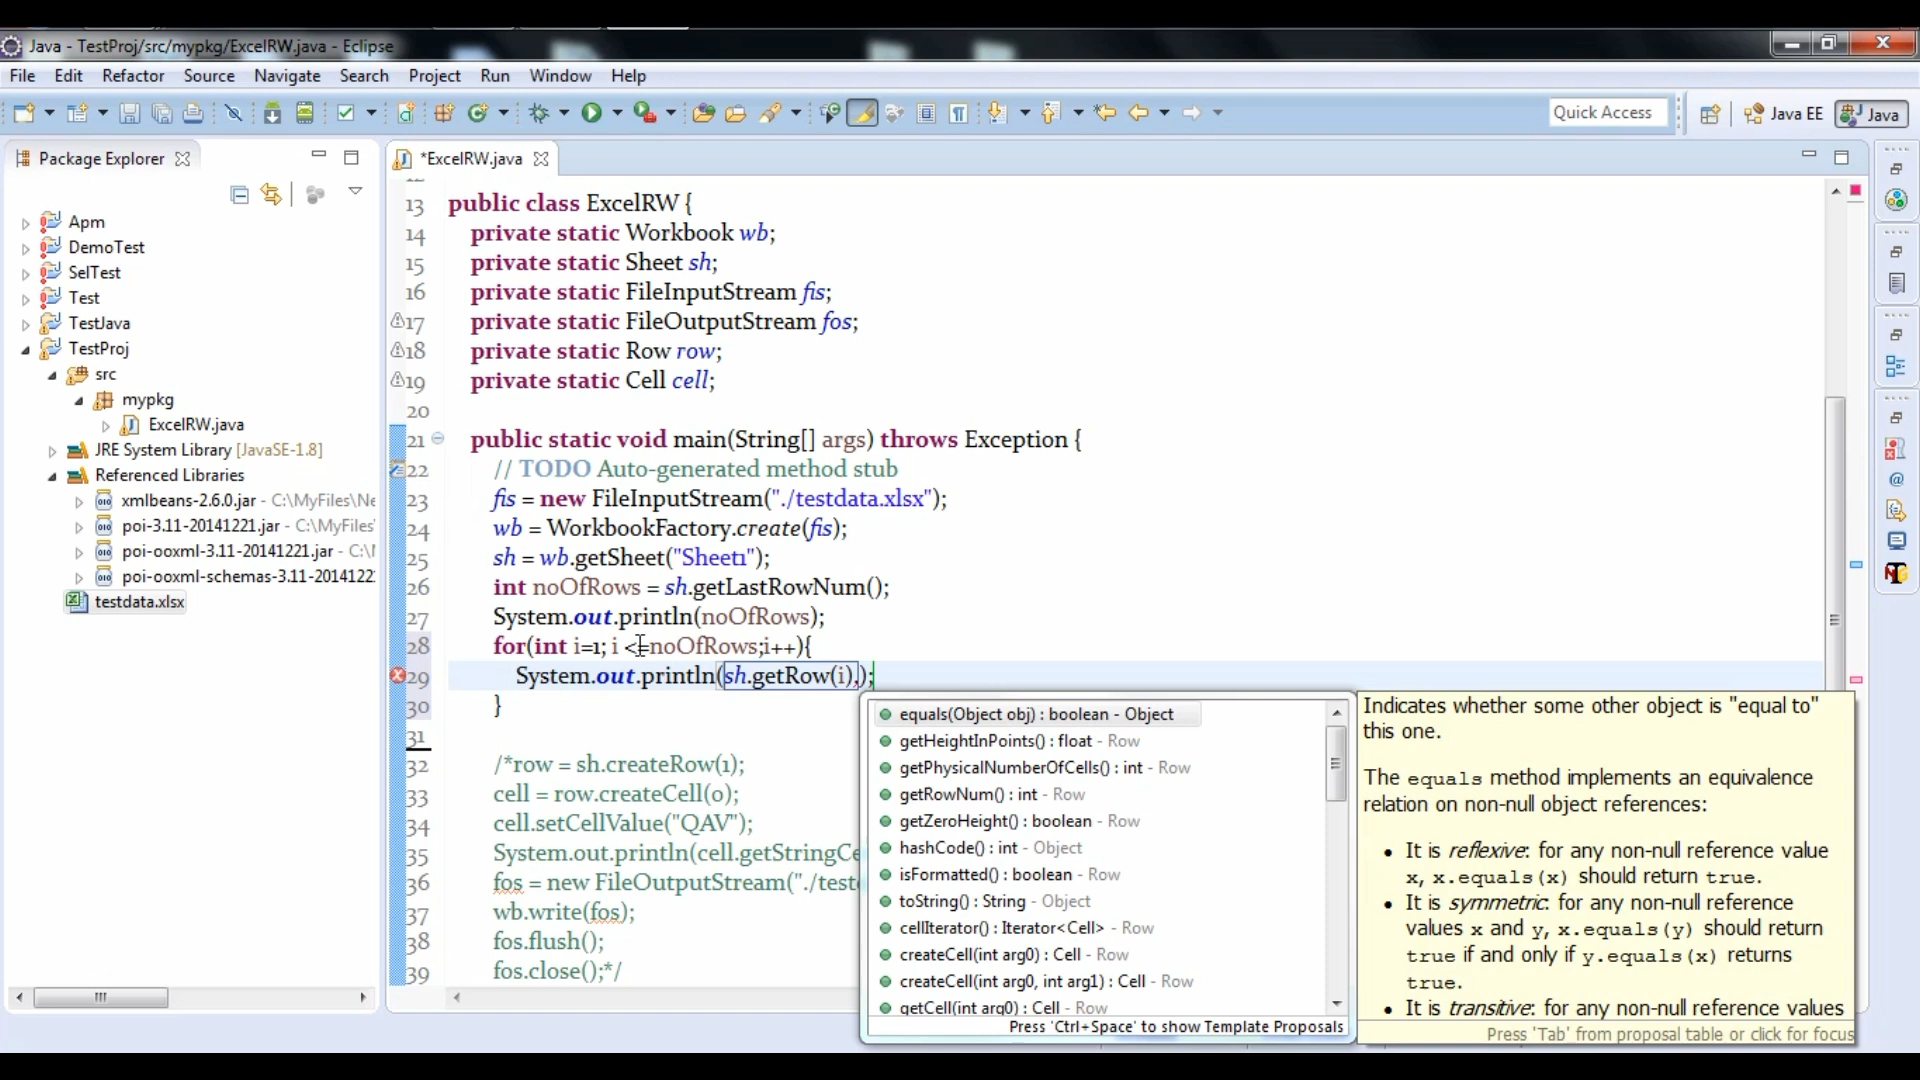 Java - TestProj/src/mypkg/ExcelRW.java - Eclipse
File Edit Refactor Source Navigate Search Project Run Window Help
Quick Access Java EE Java
Package Explorer
*ExcelRW.java
Apm
DemoTest
SelTest
Test
TestJava
TestProj
src
mypkg
ExcelRW.java
JRE System Library [JavaSE-1.8]
Referenced Libraries
xmlbeans-2.6.0.jar - C:\MyFiles\Ne
poi-3.11-20141221.jar - C:\MyFiles
poi-ooxml-3.11-20141221.jar - C:\
poi-ooxml-schemas-3.11-2014122
testdata.xlsx
12
13 public class ExcelRW {
14 private static Workbook wb;
15 private static Sheet sh;
16 private static FileInputStream fis;
17 private static FileOutputStream fos;
18 private static Row row;
19 private static Cell cell;
20
21 public static void main(String[] args) throws Exception {
22 // TODO Auto-generated method stub
23 fis = new FileInputStream("./testdata.xlsx");
24 wb = WorkbookFactory.create(fis);
25 sh = wb.getSheet("Sheet1");
26 int noOfRows = sh.getLastRowNum();
27 System.out.println(noOfRows);
28 for(int i=1; i <=noOfRows;i++){
29 System.out.println(sh.getRow(i).);
30 }
31
32 /*row = sh.createRow(1);
33 cell = row.createCell(0);
34 cell.setCellValue("QAV");
35 System.out.println(cell.getStringCe
36 fos = new FileOutputStream("./teste
37 wb.write(fos);
38 fos.flush();
39 fos.close();*/
equals(Object obj) : boolean - Object
getHeightInPoints() : float - Row
getPhysicalNumberOfCells() : int - Row
getRowNum() : int - Row
getZeroHeight() : boolean - Row
hashCode() : int - Object
isFormatted() : boolean - Row
toString() : String - Object
cellIterator() : Iterator<Cell> - Row
createCell(int arg0) : Cell - Row
createCell(int arg0, int arg1) : Cell - Row
getCell(int arg0) : Cell - Row
Press 'Ctrl+Space' to show Template Proposals
Indicates whether some other object is "equal to"
this one.
The equals method implements an equivalence
relation on non-null object references:
• It is reflexive: for any non-null reference value
x, x.equals(x) should return true.
• It is symmetric: for any non-null reference
values x and y, x.equals(y) should return
true if and only if y.equals(x) returns
true.
• It is transitive: for any non-null reference values
Press 'Tab' from proposal table or click for focus